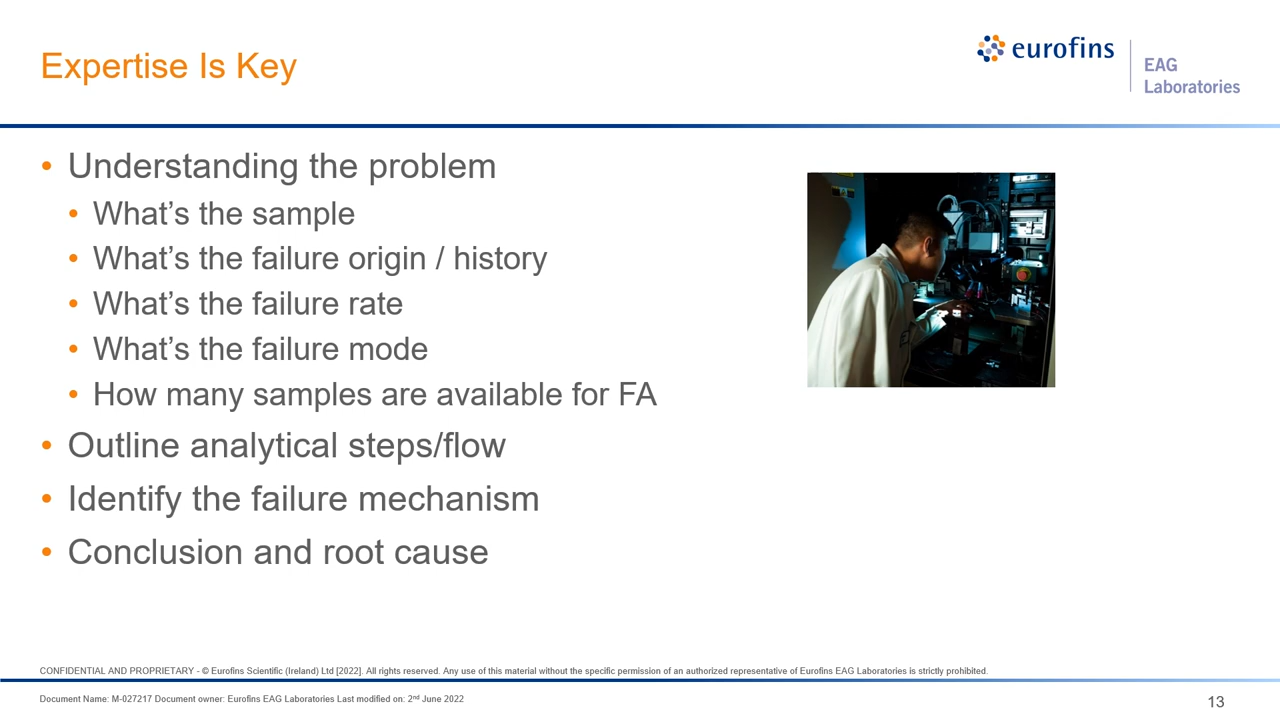 Expertise Is Key
eurofins
EAG
Laboratories
• Understanding the problem
• What’s the sample
• What’s the failure origin / history
• What’s the failure rate
• What’s the failure mode
• How many samples are available for FA
• Outline analytical steps/flow
• Identify the failure mechanism
• Conclusion and root cause
CONFIDENTIAL AND PROPRIETARY - © Eurofins Scientific (Ireland) Ltd [2022]. All rights reserved. Any use of this material without the specific permission of an authorized representative of Eurofins EAG Laboratories is strictly prohibited.
Document Name: M-027217 Document owner: Eurofins EAG Laboratories Last modified on: 2nd June 2022
13